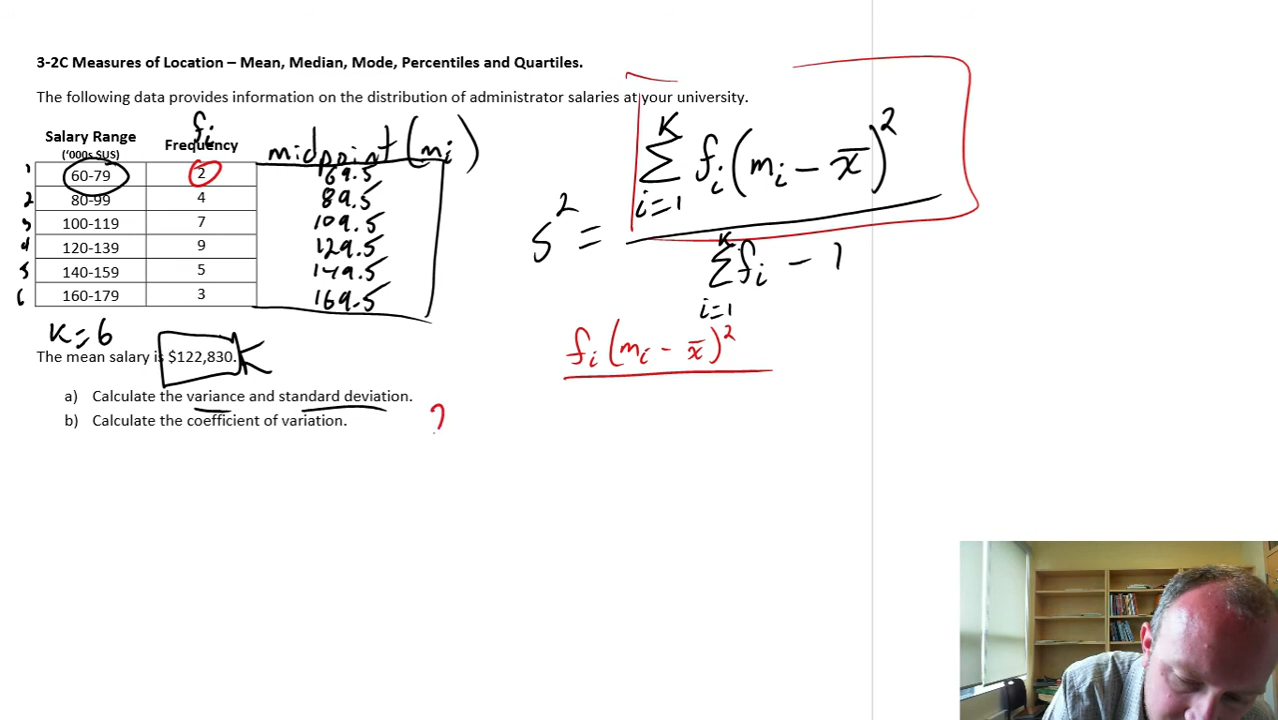 3-2C Measures of Location – Mean, Median, Mode, Percentiles and Quartiles.
The following data provides information on the distribution of administrator salaries at your university.
fi
Salary Range Frequency midpoint (mi)
('000s $US)
1 60-79 2 69.5
2 80-99 4 89.5
3 100-119 7 109.5
4 120-139 9 129.5
5 140-159 5 149.5
6 160-179 3 169.5
K = 6
The mean salary is $122,830. K
a) Calculate the variance and standard deviation.
b) Calculate the coefficient of variation.
s² = K ∑ i=1 fi (mi − x̄)²
K ∑ i=1 fi − 1
fi (mi − x̄)²